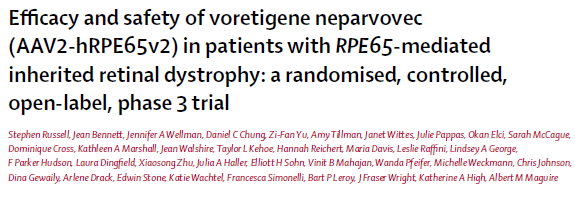 Efficacy and safety of voretigene neparvovec
(AAV2-hRPE65v2) in patients with RPE65-mediated
inherited retinal dystrophy: a randomised, controlled,
open-label, phase 3 trial
Stephen Russell, Jean Bennett, Jennifer A Wellman, Daniel C Chung, Zi-Fan Yu, Amy Tillman, Janet Wittes, Julie Pappas, Okan Elci, Sarah McCague,
Dominique Cross, Kathleen A Marshall, Jean Walshire, Taylor L Kehoe, Hannah Reichert, Maria Davis, Leslie Raffini, Lindsey A George,
F Parker Hudson, Laura Dingfield, Xiaosong Zhu, Julia A Haller, Elliott H Sohn, Vinit B Mahajan, Wanda Pfeifer, Michelle Weckmann, Chris Johnson,
Dina Gewaily, Arlene Drack, Edwin Stone, Katie Wachtel, Francesca Simonelli, Bart P Leroy, J Fraser Wright, Katherine A High, Albert M Maguire